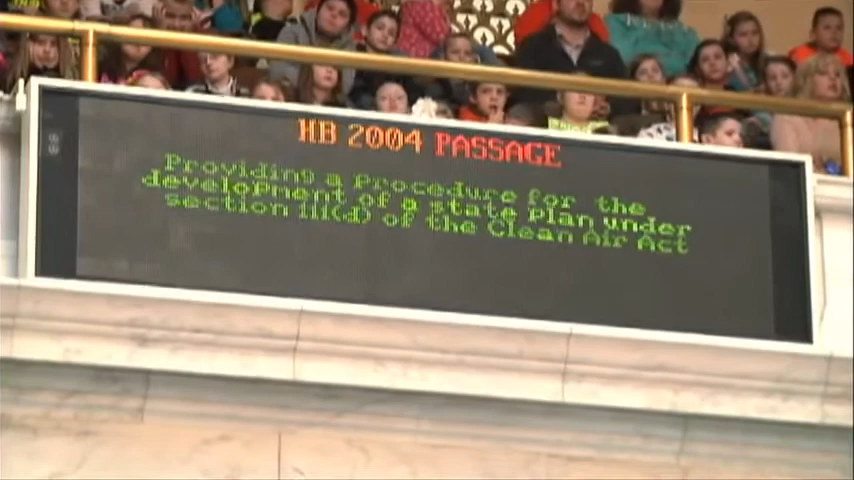 HB 2004 PASSAGE
Providing a procedure for the
development of a state plan under
section 111(d) of the Clean Air Act